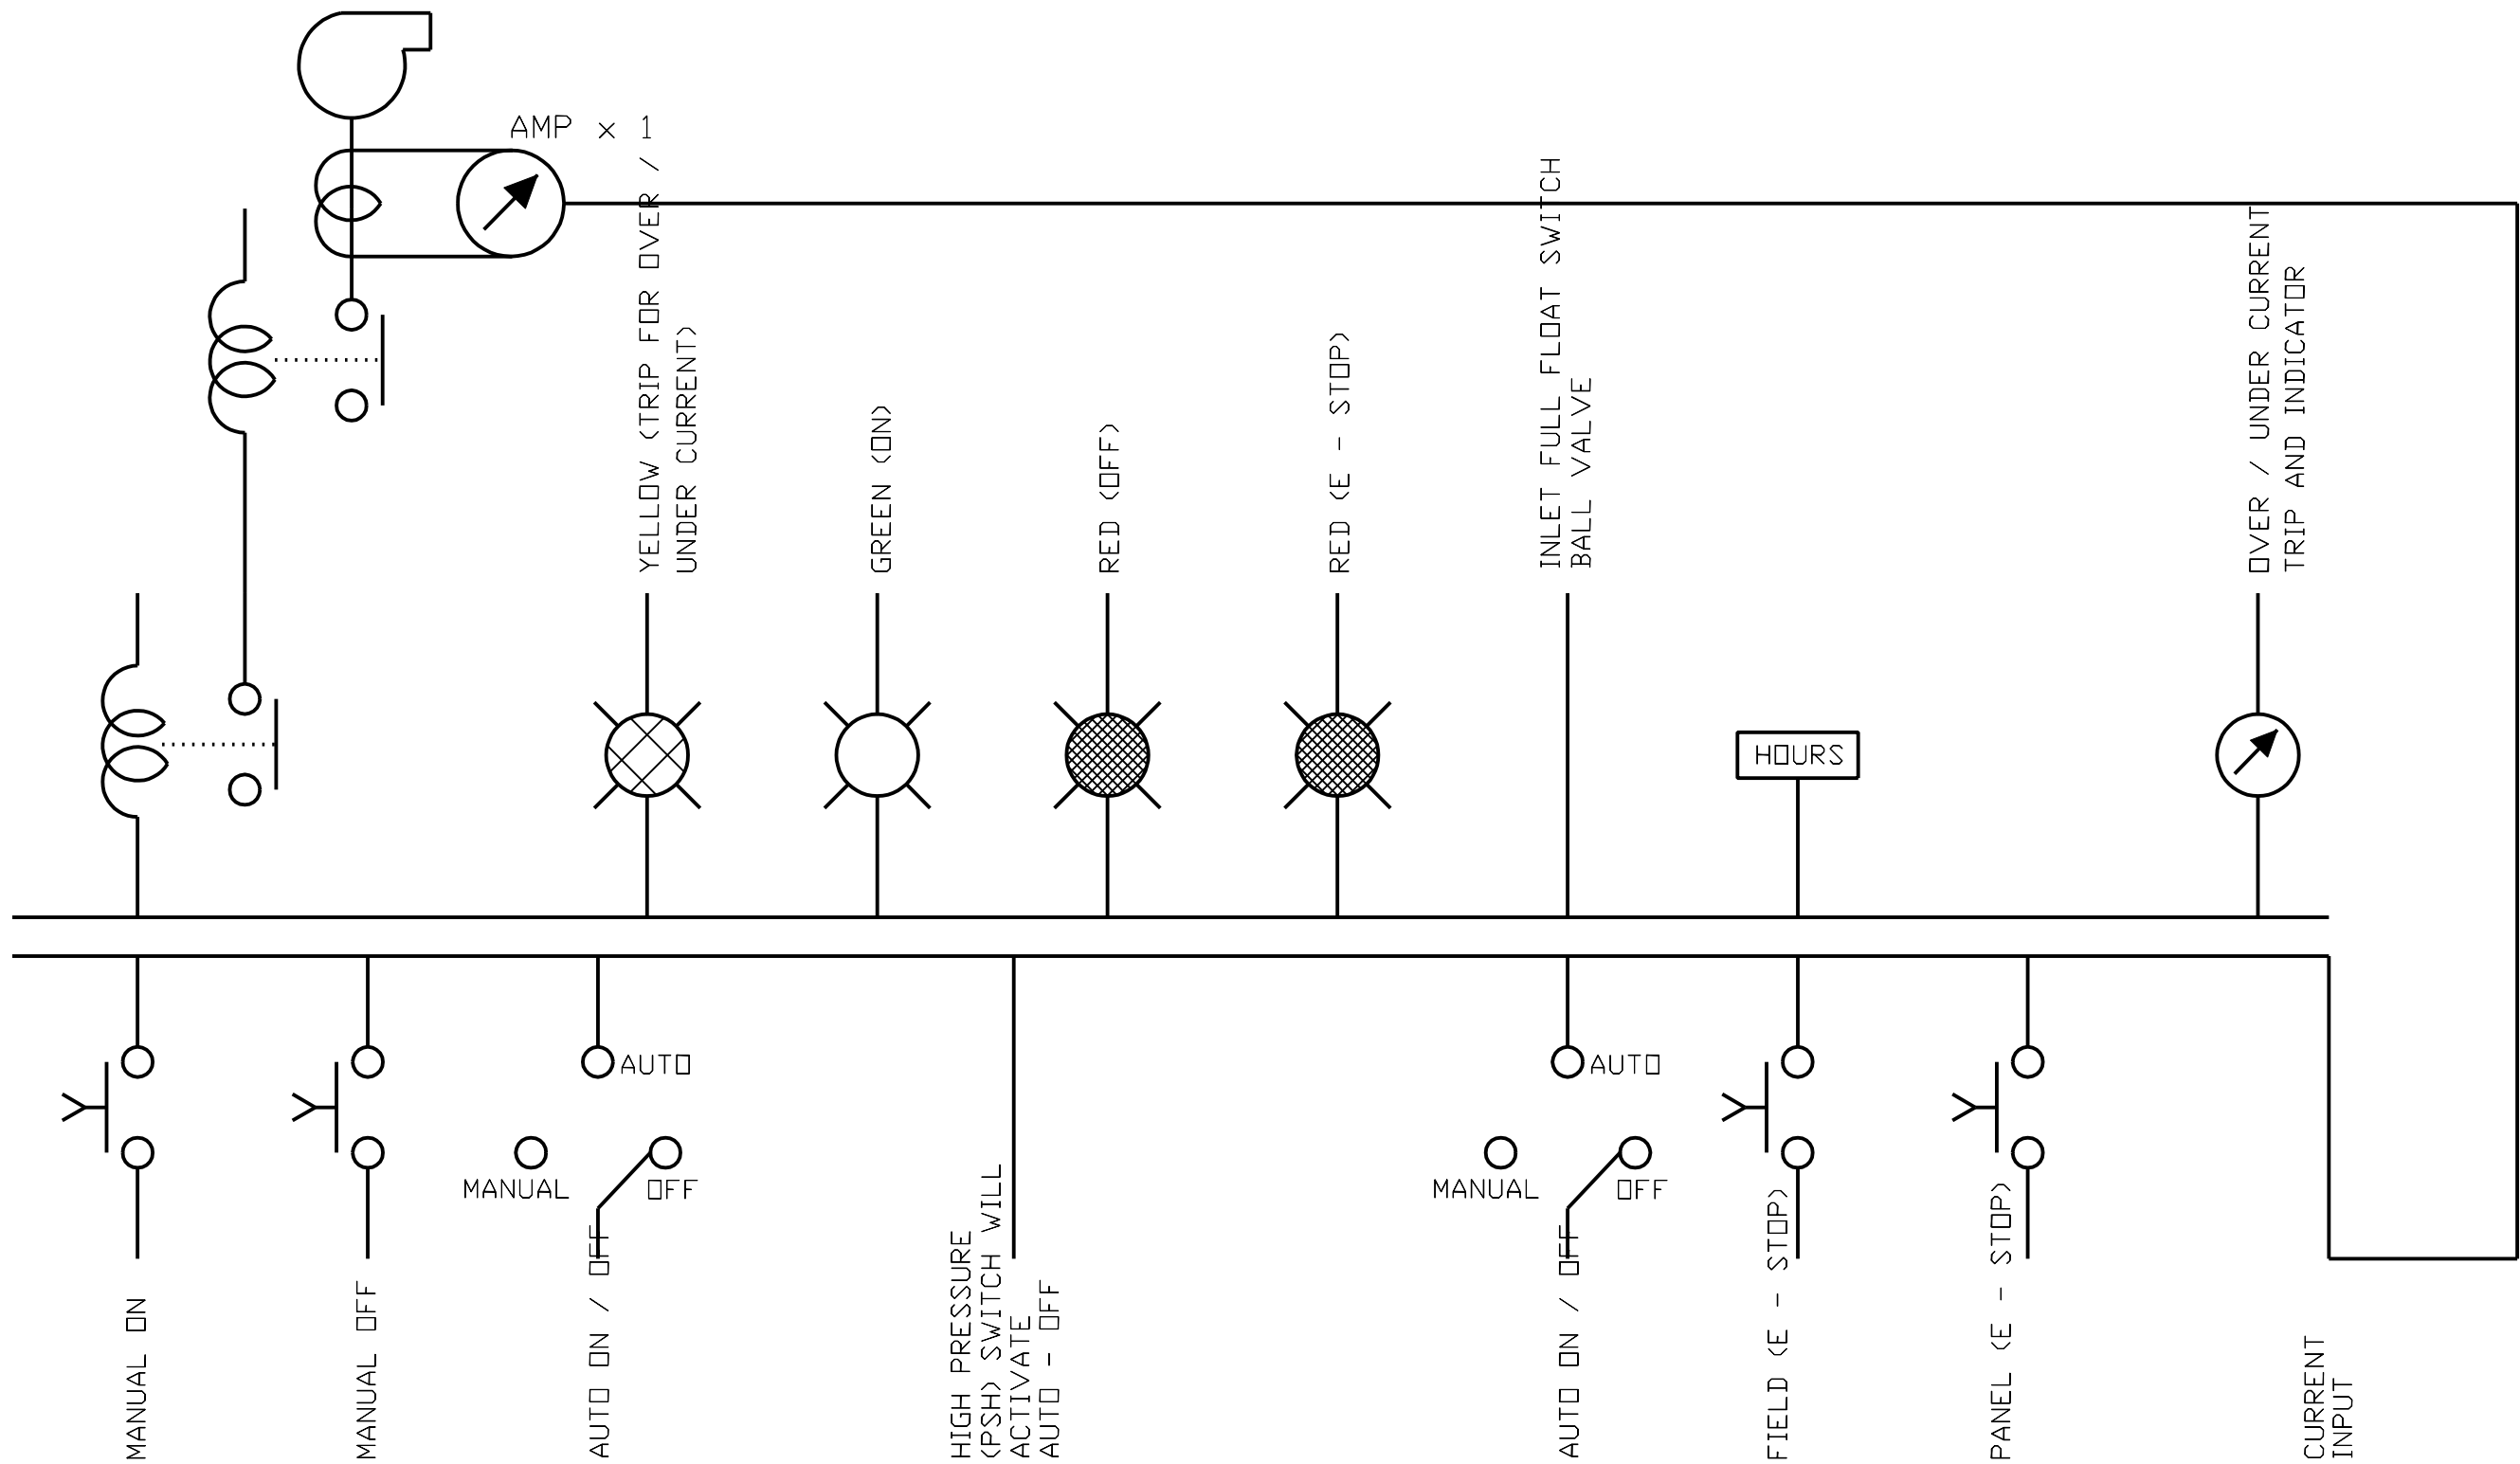 AMP x 1
YELLOW (TRIP FOR OVER /
UNDER CURRENT)
GREEN (ON)
RED (OFF)
RED (E - STOP)
INLET FULL FLOAT SWITCH
BALL VALVE
OVER / UNDER CURRENT
TRIP AND INDICATOR
HOURS
AUTO
MANUAL
OFF
AUTO
MANUAL
OFF
MANUAL ON
MANUAL OFF
AUTO ON / OFF
HIGH PRESSURE
(PSH) SWITCH WILL
ACTIVATE
AUTO - OFF
AUTO ON / OFF
FIELD (E - STOP)
PANEL (E - STOP)
CURRENT
INPUT